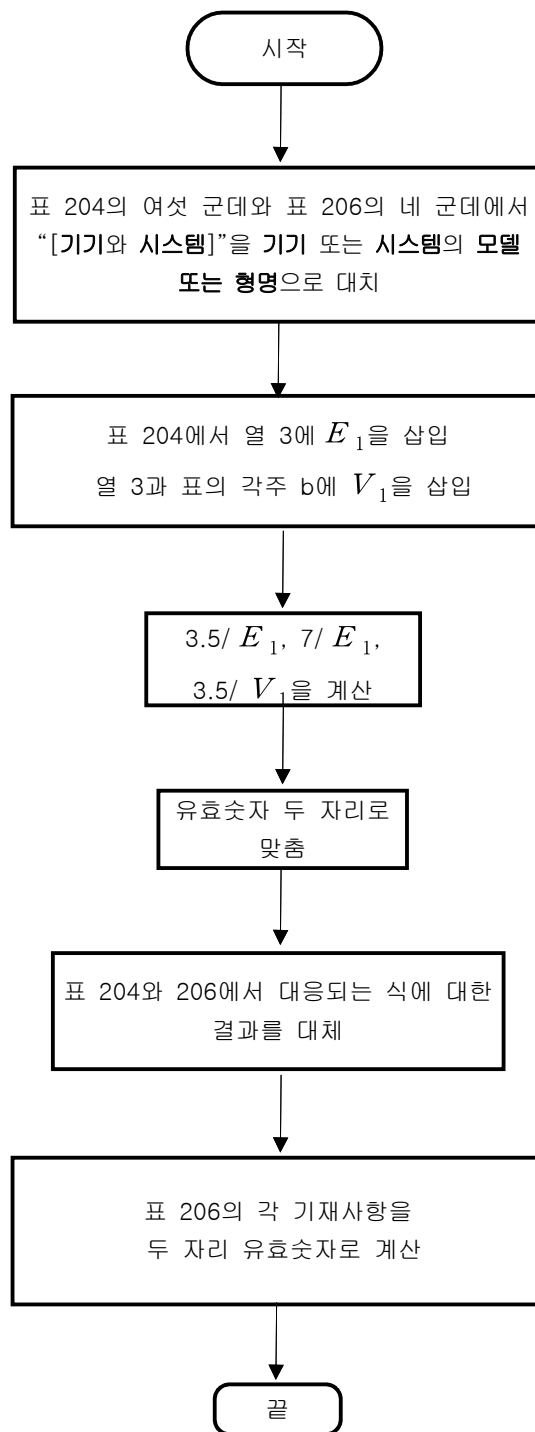 시작
표 204의 여섯 군데와 표 206의 네 군데에서
“[기기와 시스템]”을 기기 또는 시스템의 모델
또는 형명으로 대치
표 204에서 열 3에 E₁을 삽입
열 3과 표의 각주 b에 V₁을 삽입
3.5/ E₁, 7/ E₁,
3.5/ V₁을 계산
유효숫자 두 자리로
맞춤
표 204와 206에서 대응되는 식에 대한
결과를 대체
표 206의 각 기재사항을
두 자리 유효숫자로 계산
끝